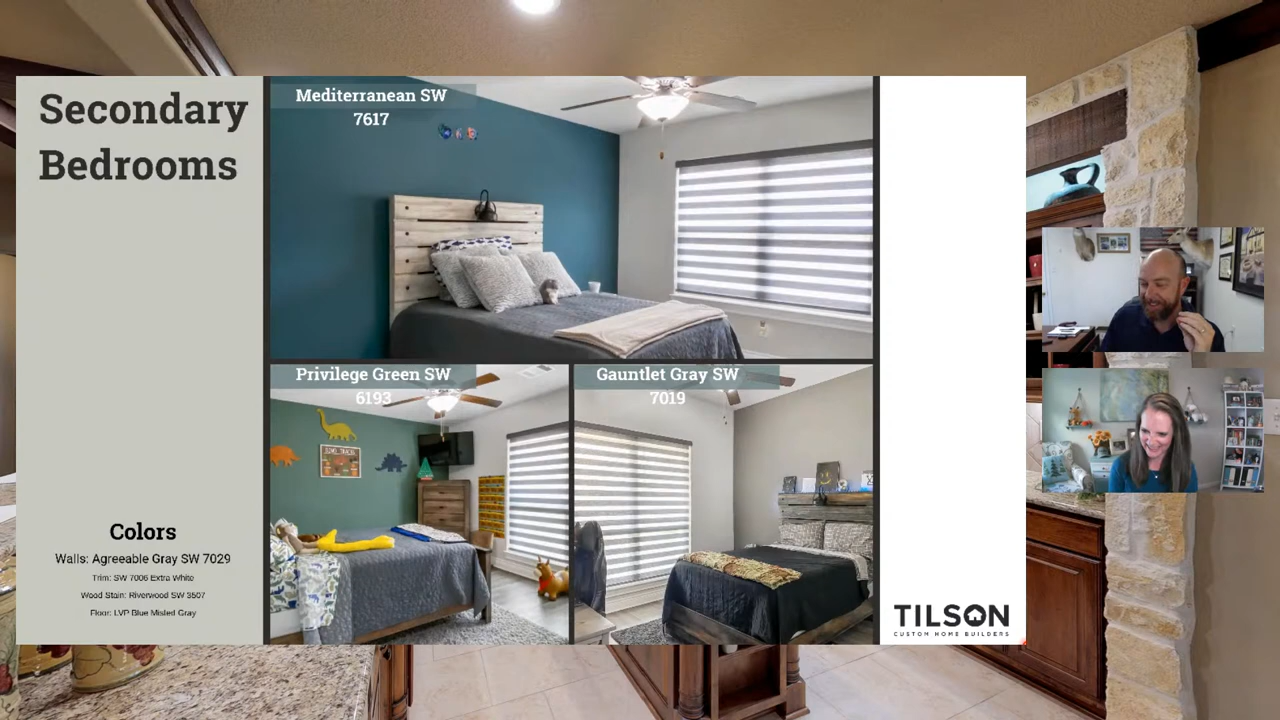 Secondary
Bedrooms
Mediterranean SW
7617
Privilege Green SW
6193
Gauntlet Gray SW
7019
Colors
Walls: Agreeable Gray SW 7029
Trim: SW 7006 Extra White
Wood Stain: Riverwood SW 3507
Floor: LVP Blue Misled Gray
TILSON
CUSTOM HOME BUILDERS